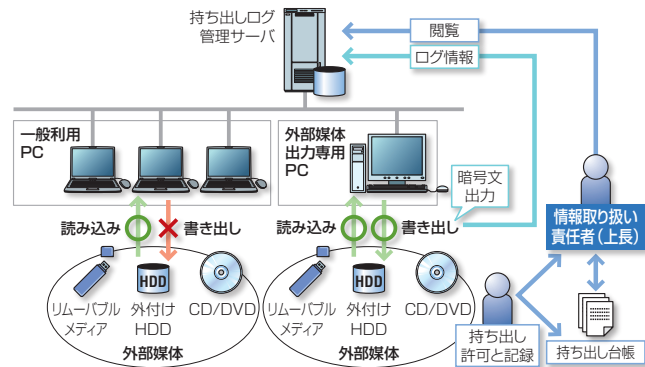 持ち出しログ
管理サーバ
閲覧
ログ情報
一般利用
PC
外部媒体
出力専用
PC
暗号文
出力
読み込み
書き出し
読み込み
書き出し
情報取り扱い
責任者(上長)
リムーバブル
メディア
HDD
外付け
HDD
CD/DVD
外部媒体
リムーバブル
メディア
HDD
外付け
HDD
CD/DVD
外部媒体
持ち出し
許可と記録
持ち出し台帳